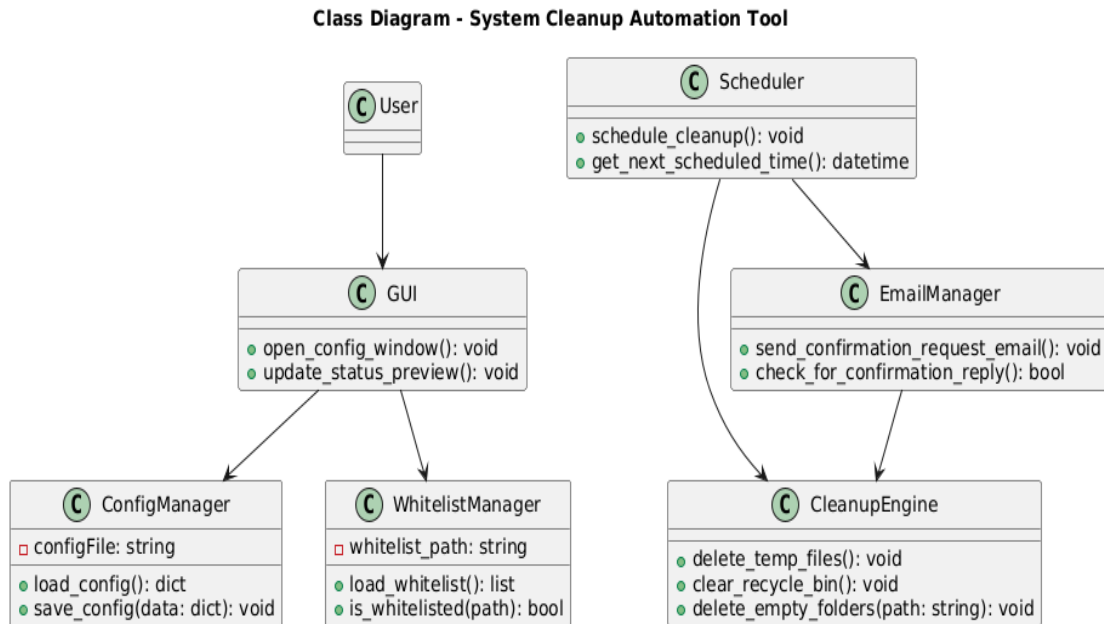 Class Diagram - System Cleanup Automation Tool
C User
C Scheduler
schedule_cleanup(): void
get_next_scheduled_time(): datetime
C GUI
open_config_window(): void
update_status_preview(): void
C EmailManager
send_confirmation_request_email(): void
check_for_confirmation_reply(): bool
C ConfigManager
configFile: string
load_config(): dict
save_config(data: dict): void
C WhitelistManager
whitelist_path: string
load_whitelist(): list
is_whitelisted(path): bool
C CleanupEngine
delete_temp_files(): void
clear_recycle_bin(): void
delete_empty_folders(path: string): void